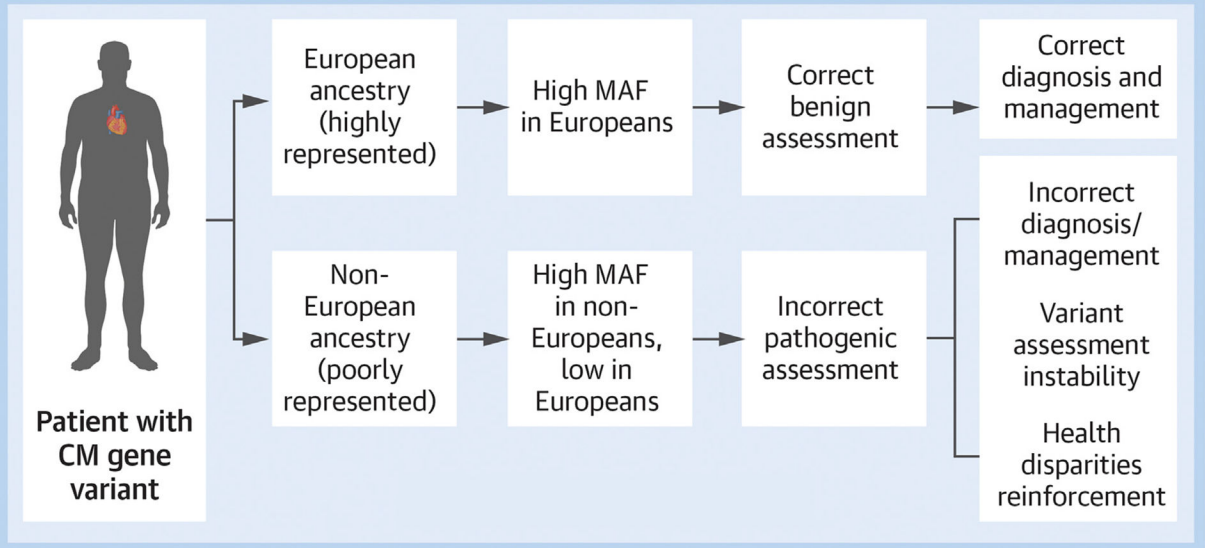 Patient with
CM gene
variant
European
ancestry
(highly
represented)
High MAF
in Europeans
Correct
benign
assessment
Correct
diagnosis and
management
Non-
European
ancestry
(poorly
represented)
High MAF
in non-
Europeans,
low in
Europeans
Incorrect
pathogenic
assessment
Incorrect
diagnosis/
management
Variant
assessment
instability
Health
disparities
reinforcement